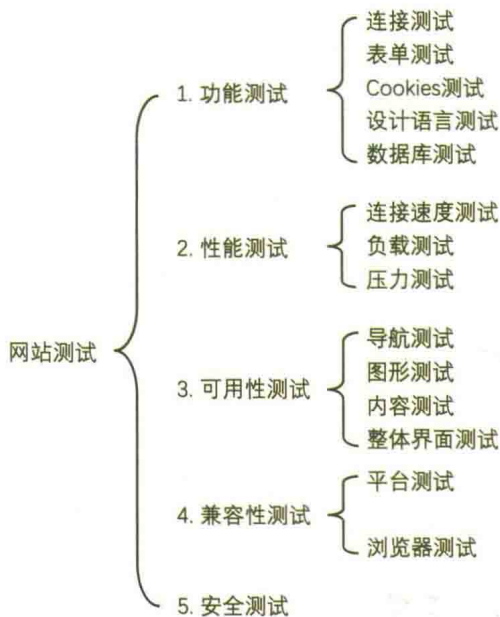 网站测试
1. 功能测试
连接测试
表单测试
Cookies测试
设计语言测试
数据库测试
2. 性能测试
连接速度测试
负载测试
压力测试
3. 可用性测试
导航测试
图形测试
内容测试
整体界面测试
4. 兼容性测试
平台测试
浏览器测试
5. 安全测试